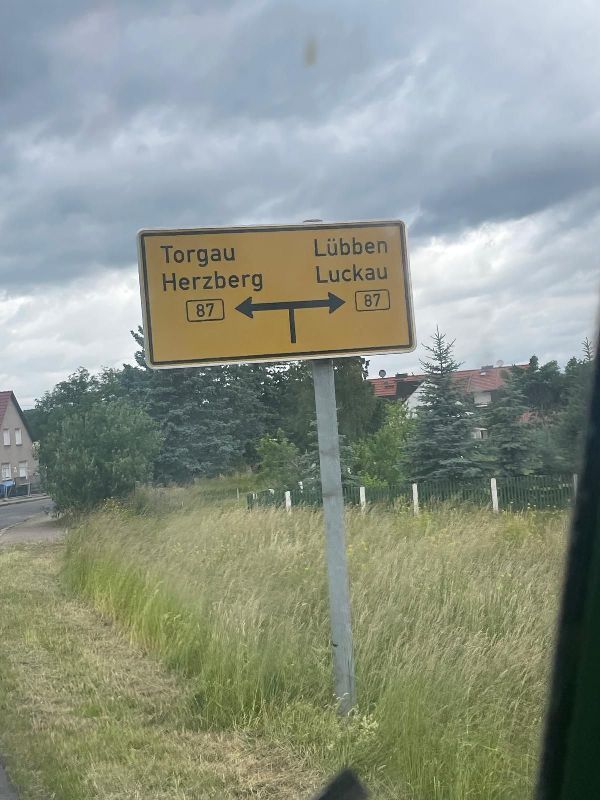 Torgau
Herzberg
87
Lübben
Luckau
87